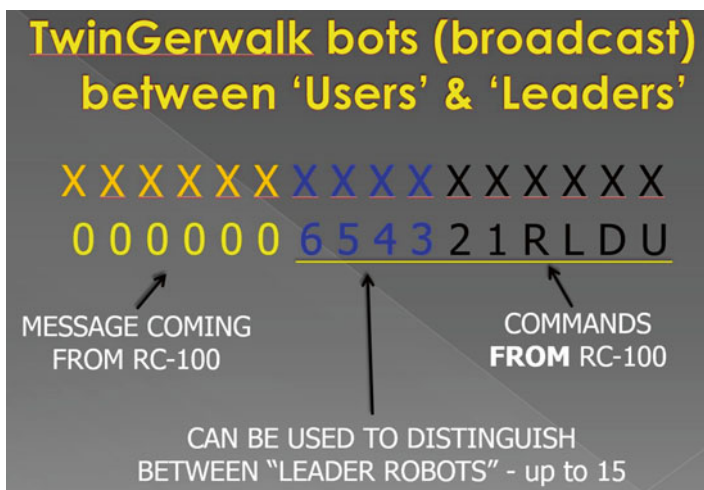 TwinGerwalk bots (broadcast)
between ‘Users’ & ‘Leaders’
X X X X X X X X X X X X X X X X
0 0 0 0 0 0 6 5 4 3 2 1 R L D U
MESSAGE COMING
FROM RC-100
COMMANDS
FROM RC-100
CAN BE USED TO DISTINGUISH
BETWEEN “LEADER ROBOTS” - up to 15